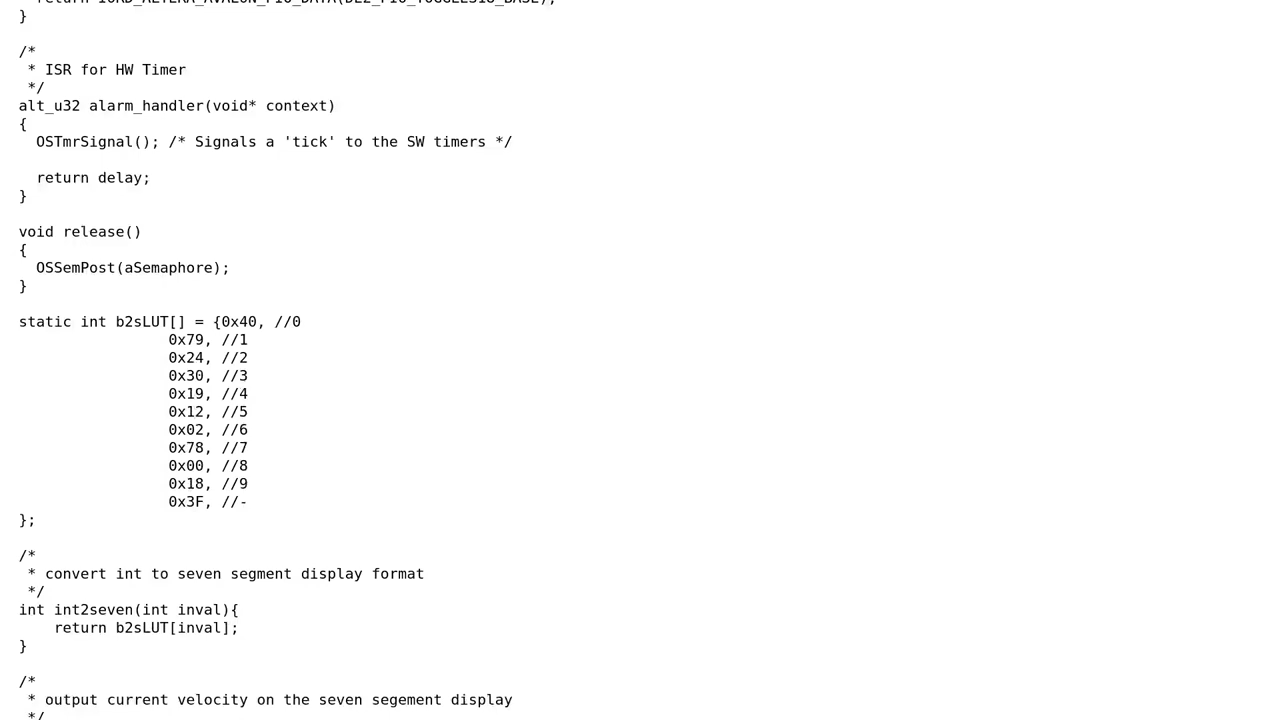 }
/*
 * ISR for HW Timer
 */
alt_u32 alarm_handler(void* context)
{
  OSTmrSignal(); /* Signals a 'tick' to the SW timers */
  return delay;
}
void release()
{
  OSSemPost(aSemaphore);
}
static int b2sLUT[] = {0x40, //0
                 0x79, //1
                 0x24, //2
                 0x30, //3
                 0x19, //4
                 0x12, //5
                 0x02, //6
                 0x78, //7
                 0x00, //8
                 0x18, //9
                 0x3F, //-
};
/*
 * convert int to seven segment display format
 */
int int2seven(int inval){
    return b2sLUT[inval];
}
/*
 * output current velocity on the seven segement display
 */